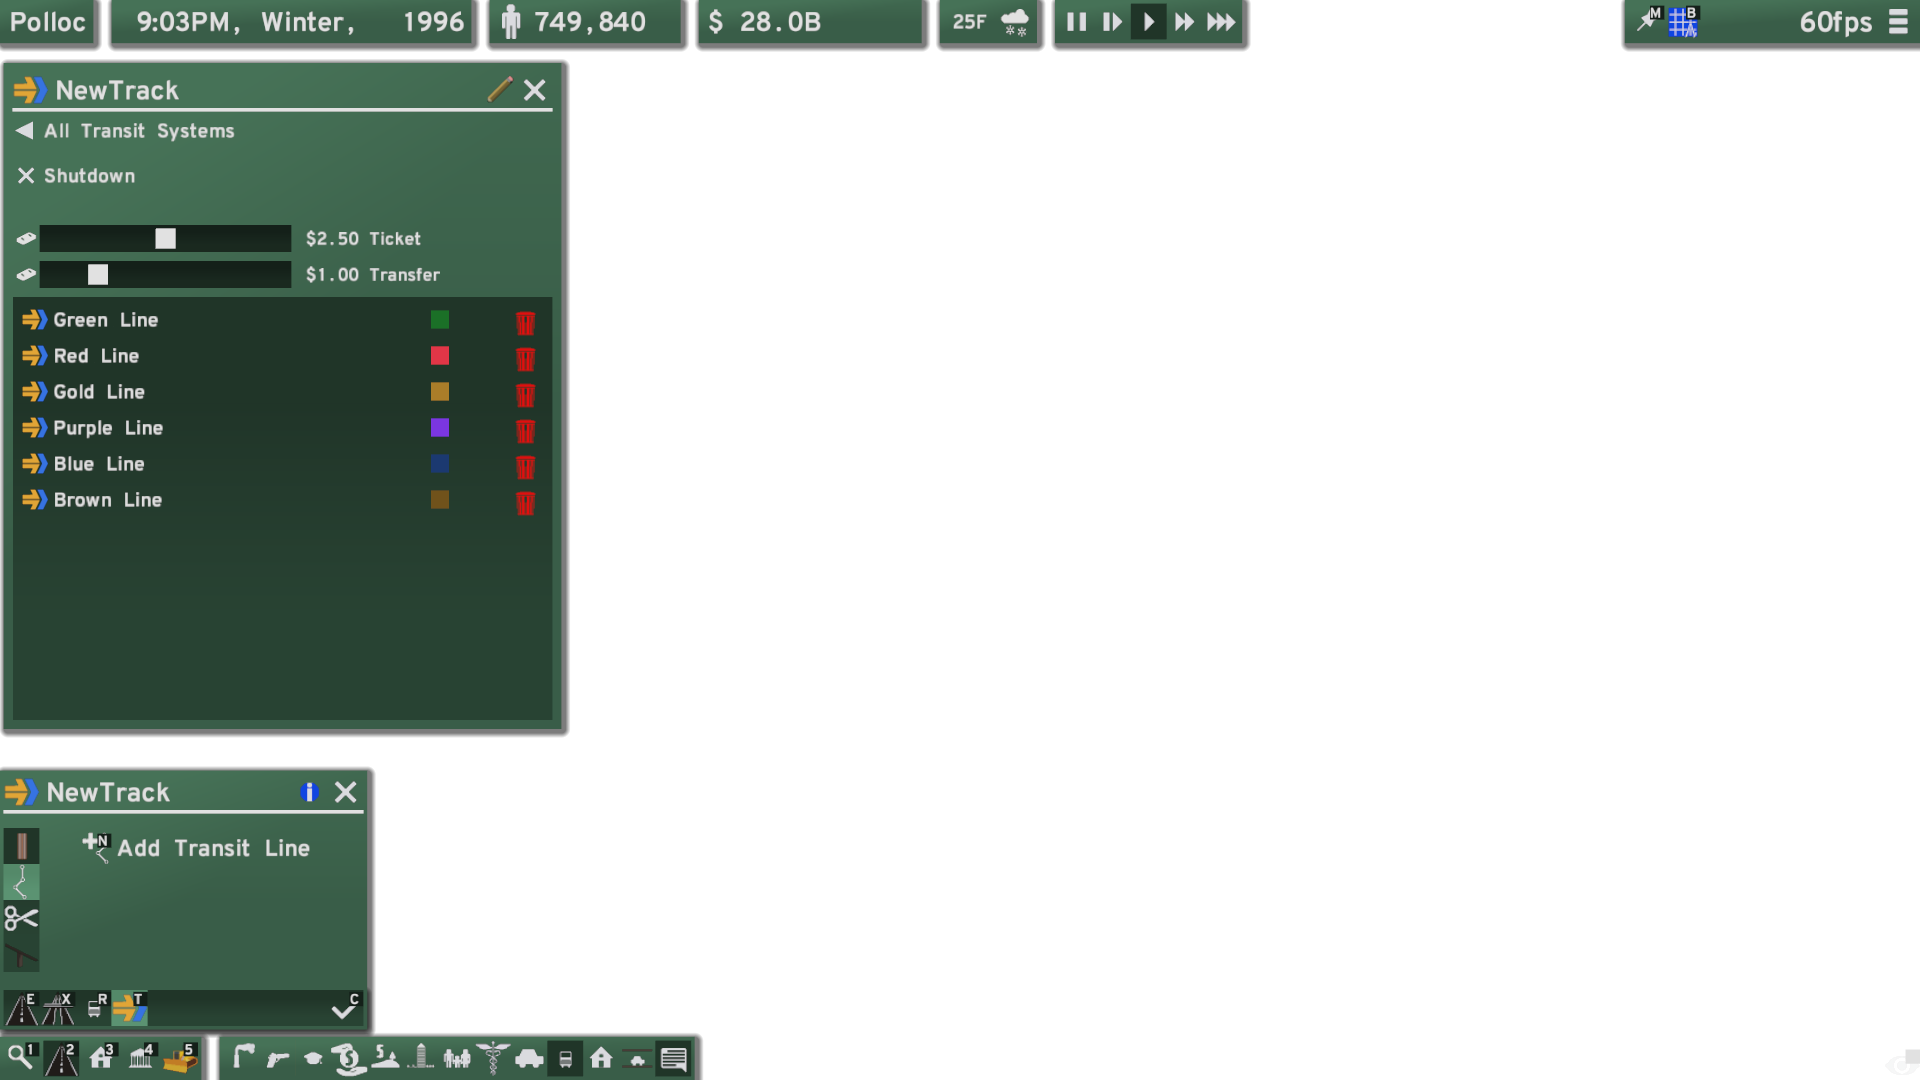 Polloc 9:03PM, Winter, 1996 749,840 $ 28.0B 25F M B 60fps
NewTrack
All Transit Systems
Shutdown
$2.50 Ticket
$1.00 Transfer
Green Line
Red Line
Gold Line
Purple Line
Blue Line
Brown Line
NewTrack i
N Add Transit Line
E X R T C
1 2 3 4 5 $ 5